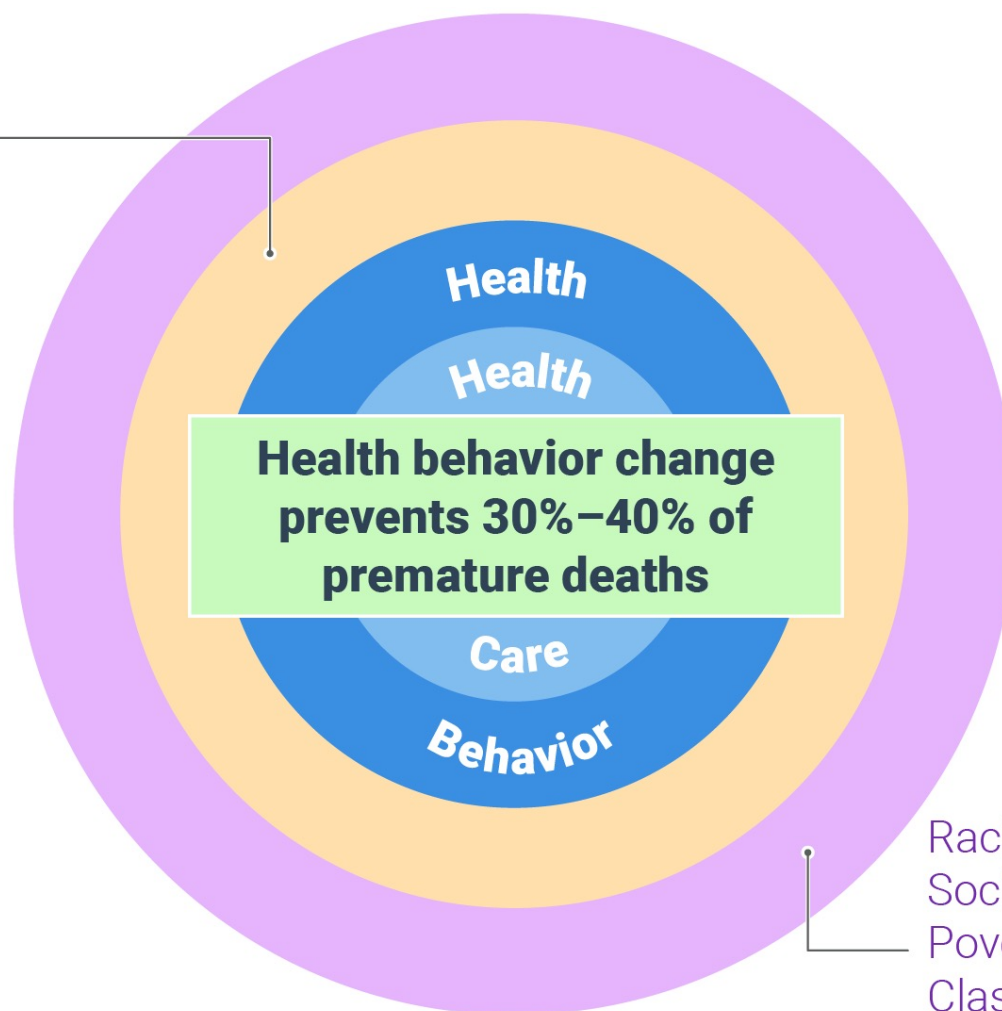 Health
Health
Health behavior change
prevents 30%–40% of
premature deaths
Care
Behavior